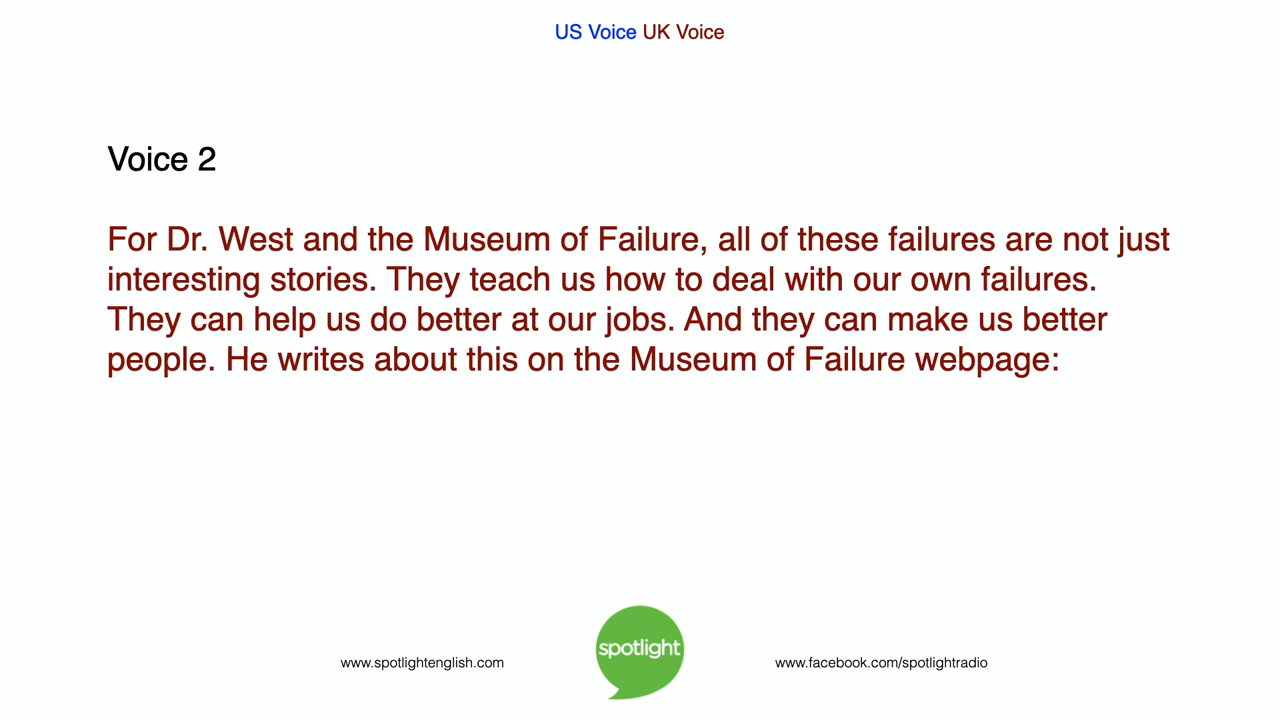 US Voice UK Voice
Voice 2
For Dr. West and the Museum of Failure, all of these failures are not just
interesting stories. They teach us how to deal with our own failures.
They can help us do better at our jobs. And they can make us better
people. He writes about this on the Museum of Failure webpage:
www.spotlightenglish.com
spotlight
www.facebook.com/spotlightradio